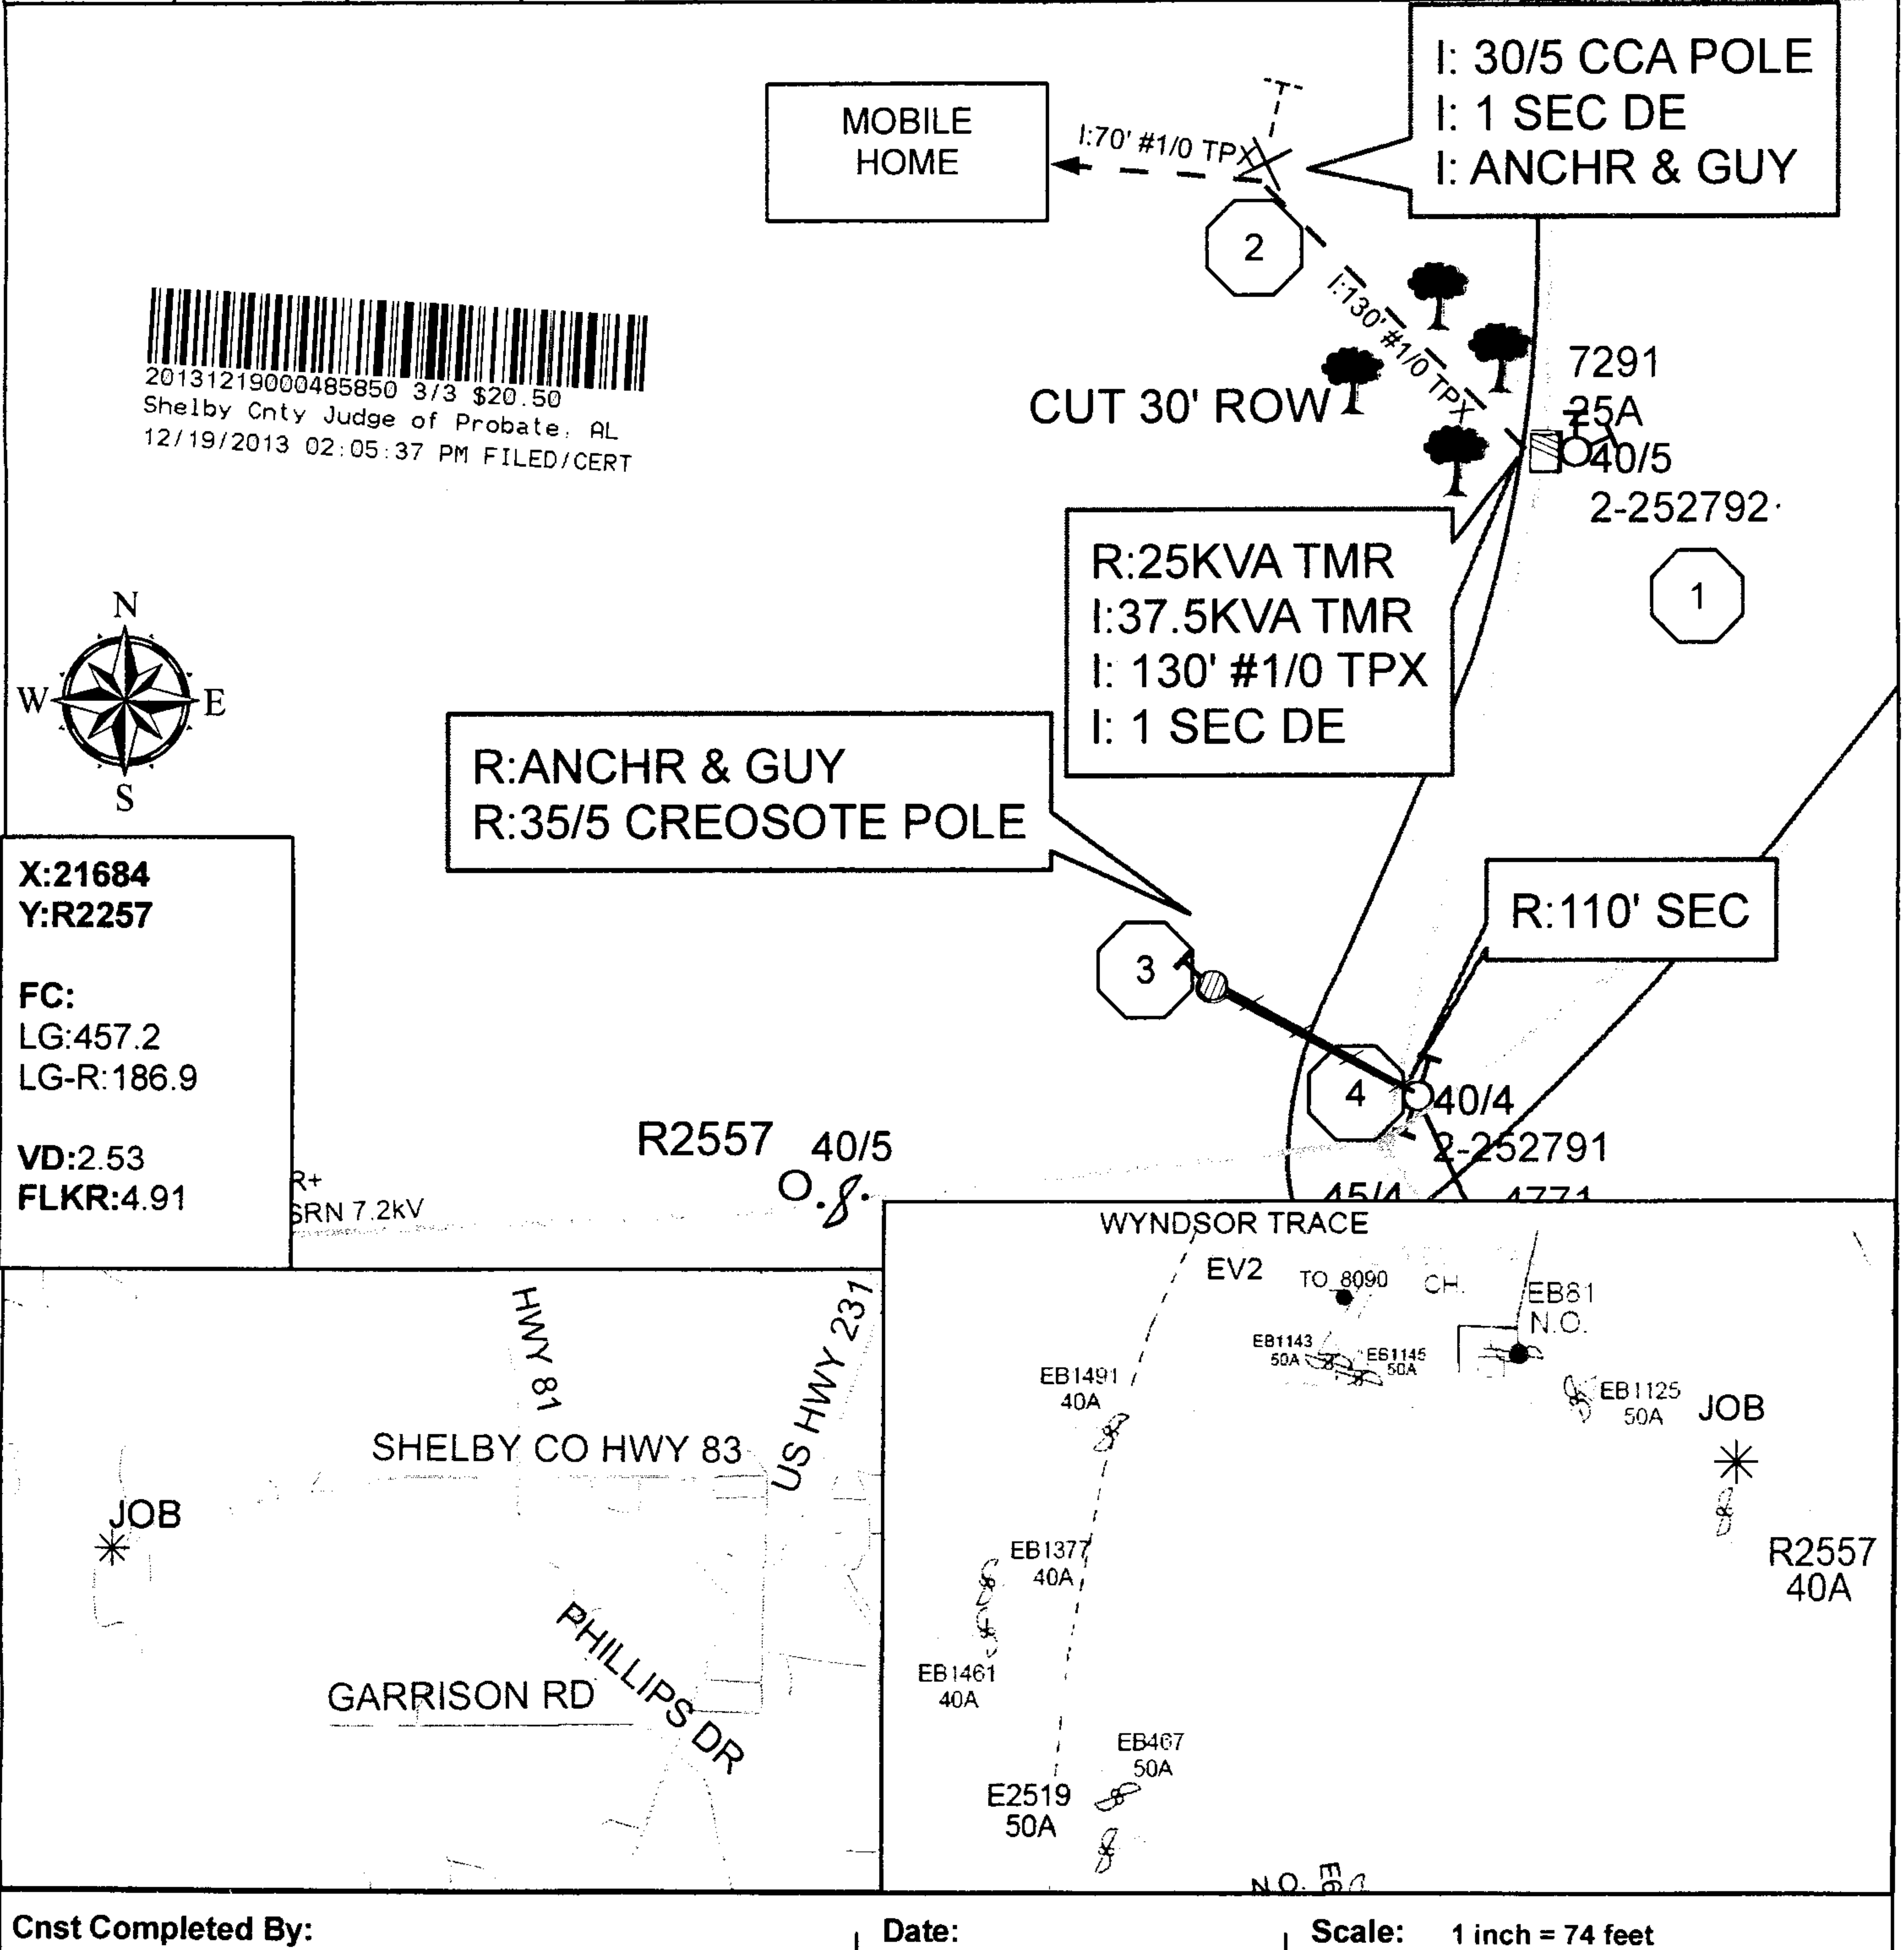 I: 30/5 CCA POLE
I: 1 SEC DE
I: ANCHR & GUY
MOBILE
HOME
I:70' #1/0 TPX
2
I:130' #1/0 TPX
20131219000485850 3/3 $20.50
Shelby Cnty Judge of Probate, AL
12/19/2013 02:05:37 PM FILED/CERT
CUT 30' ROW
7291
25A
40/5
2-252792
1
R:25KVA TMR
I:37.5KVA TMR
I: 130' #1/0 TPX
I: 1 SEC DE
N
W
E
S
R:ANCHR & GUY
R:35/5 CREOSOTE POLE
R:110' SEC
3
4
40/4
2-252791
45/4
4771
X:21684
Y:R2257
FC:
LG:457.2
LG-R:186.9
VD:2.53
FLKR:4.91
R+
SRN 7.2kV
R2557
40/5
HWY 81
US HWY 231
SHELBY CO HWY 83
JOB
GARRISON RD
PHILLIPS DR
WYNDSOR TRACE
EV2
TO 8090
CH.
EB81
N.O.
EB1143
50A
EB1145
50A
EB1491
40A
EB1125
50A
JOB
R2557
40A
EB1377
40A
EB1461
40A
EB467
50A
E2519
50A
N.O.
Cnst Completed By:
Date:
Scale: 1 inch = 74 feet